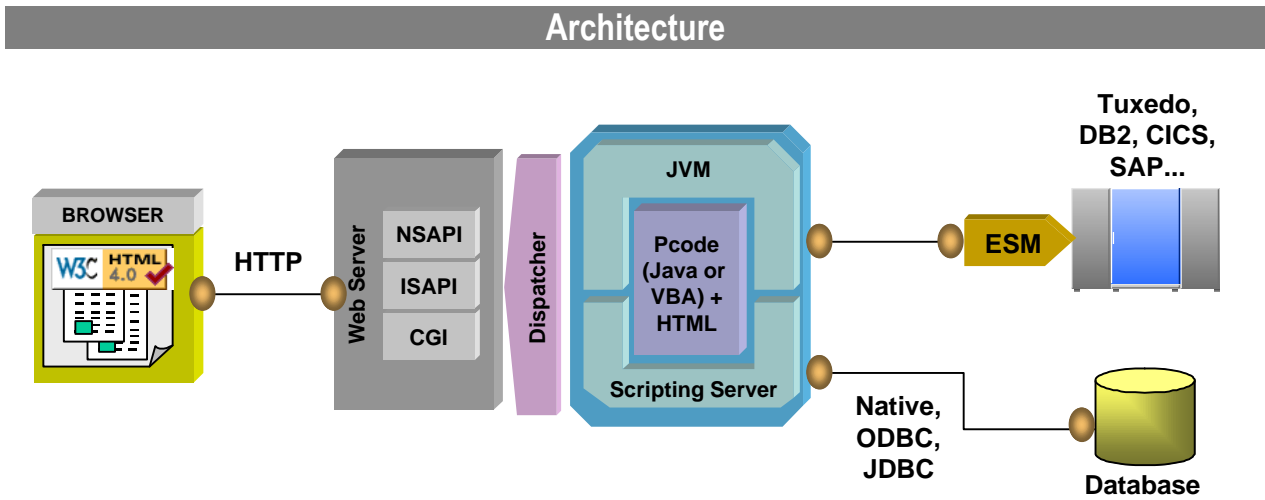 Architecture
BROWSER
W3C HTML
4.0
HTTP
Web Server
NSAPI
ISAPI
CGI
Dispatcher
JVM
Pcode
(Java or
VBA) +
HTML
Scripting Server
ESM
Tuxedo,
DB2, CICS,
SAP...
Native,
ODBC,
JDBC
Database